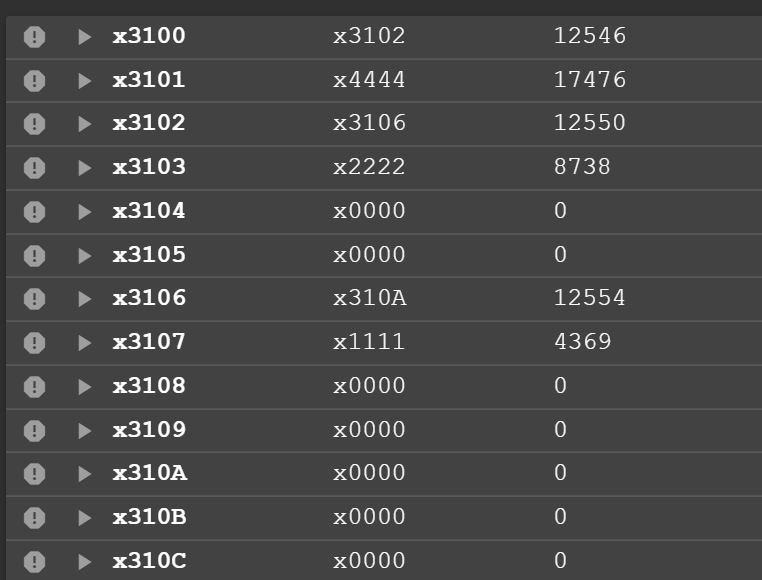 x3100 x3102 12546
x3101 x4444 17476
x3102 x3106 12550
x3103 x2222 8738
x3104 x0000 0
x3105 x0000 0
x3106 x310A 12554
x3107 x1111 4369
x3108 x0000 0
x3109 x0000 0
x310A x0000 0
x310B x0000 0
x310C x0000 0